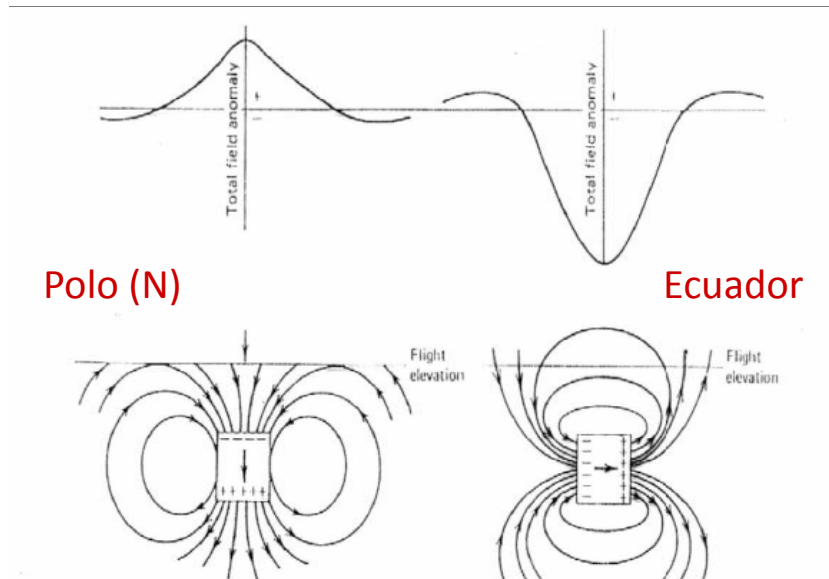 Total field anomaly
+
−
Total field anomaly
+
−
Polo (N)
Ecuador
Flight
elevation
Flight
elevation
− − − − −
+ + + + +